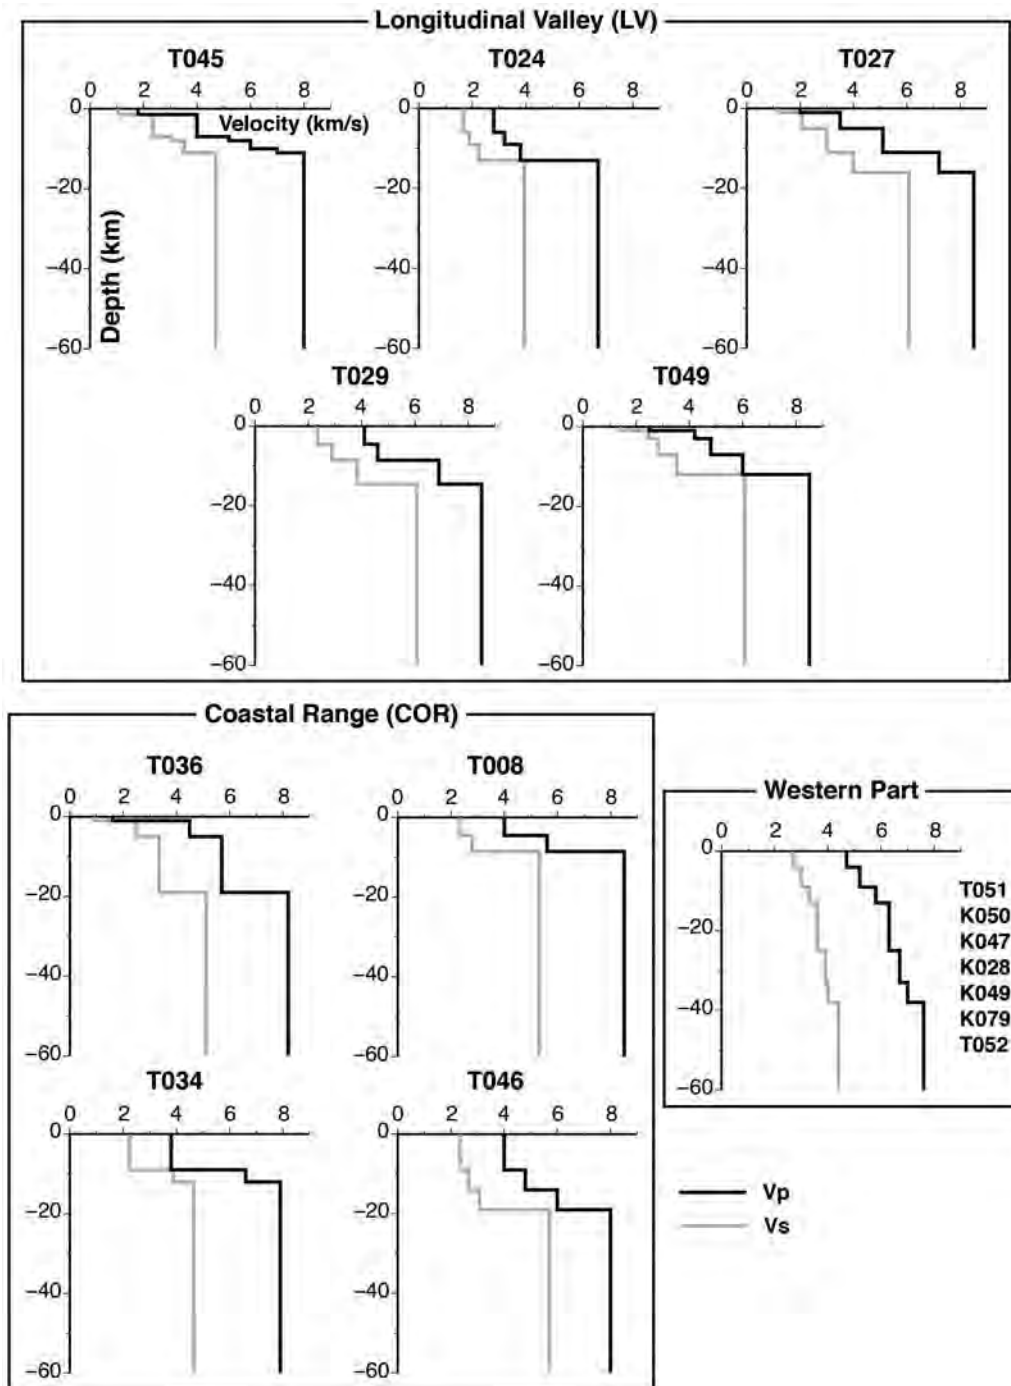 Longitudinal Valley (LV)
T045 T024 T027
0 2 4 6 8 0 2 4 6 8 0 2 4 6 8
0 Velocity (km/s) 0 0
−20 −20 −20
Depth (km)
−40 −40 −40
−60 −60 −60
T029 T049
0 2 4 6 8 0 2 4 6 8
0 0
−20 −20
−40 −40
−60 −60
Coastal Range (COR)
T036 T008
0 2 4 6 8 0 2 4 6 8
0 0
−20 −20
−40 −40
−60 −60
T034 T046
0 2 4 6 8 0 2 4 6 8
0 0
−20 −20
−40 −40
−60 −60
Western Part
0 2 4 6 8
0
−20
−40
−60
T051
K050
K047
K028
K049
K079
T052
Vp
Vs